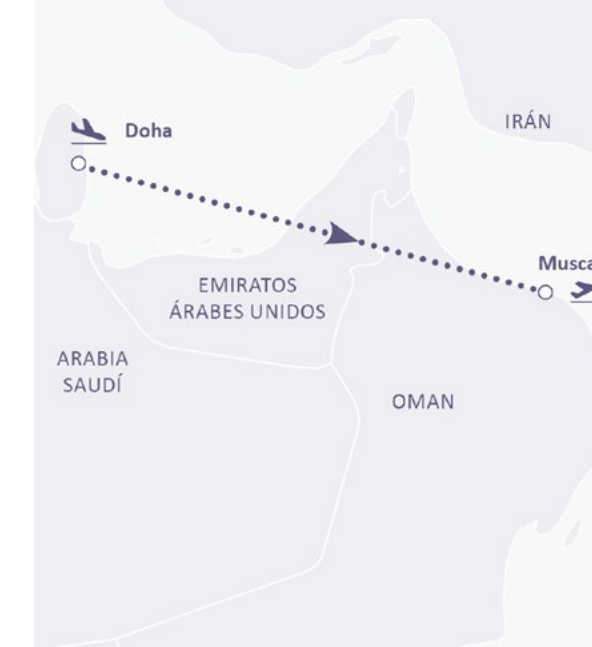 IRÁN
Doha
Musca
EMIRATOS
ÁRABES UNIDOS
ARABIA
SAUDÍ
OMAN